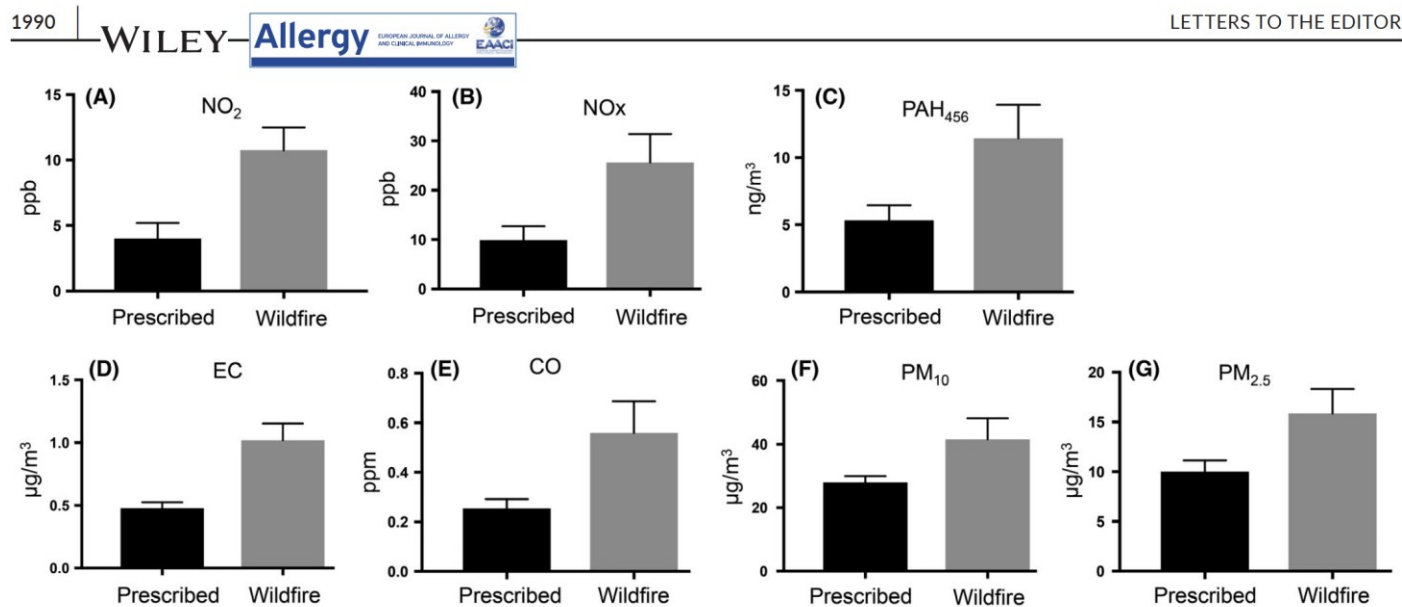 1990
WILEY
Allergy
EUROPEAN JOURNAL OF ALLERGY
AND CLINICAL IMMUNOLOGY
EAACI
LETTERS TO THE EDITOR
(A) NO₂
ppb
15
10
5
0
Prescribed Wildfire
(B) NOx
ppb
40
30
20
10
0
Prescribed Wildfire
(C) PAH₄₅₆
ng/m³
15
10
5
0
Prescribed Wildfire
(D) EC
µg/m³
1.5
1.0
0.5
0.0
Prescribed Wildfire
(E) CO
ppm
0.8
0.6
0.4
0.2
0.0
Prescribed Wildfire
(F) PM₁₀
µg/m³
60
40
20
0
Prescribed Wildfire
(G) PM₂.₅
µg/m³
20
15
10
5
0
Prescribed Wildfire